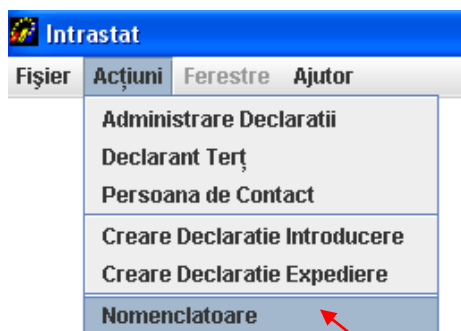 Intrastat
Fişier Acţiuni Ferestre Ajutor
Administrare Declaratii
Declarant Terţ
Persoana de Contact
Creare Declaratie Introducere
Creare Declaratie Expediere
Nomenclatoare